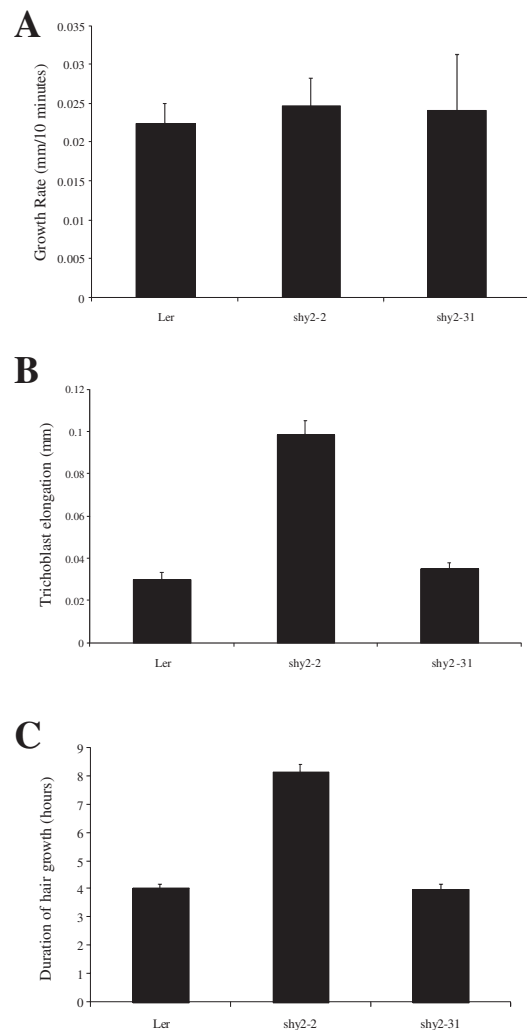 A
Growth Rate (mm/10 minutes)
0.035
0.03
0.025
0.02
0.015
0.01
0.005
0
Ler shy2-2 shy2-31
B
Trichoblast elongation (mm)
0.12
0.1
0.08
0.06
0.04
0.02
0
Ler shy2-2 shy2-31
C
Duration of hair growth (hours)
9
8
7
6
5
4
3
2
1
0
Ler shy2-2 shy2-31